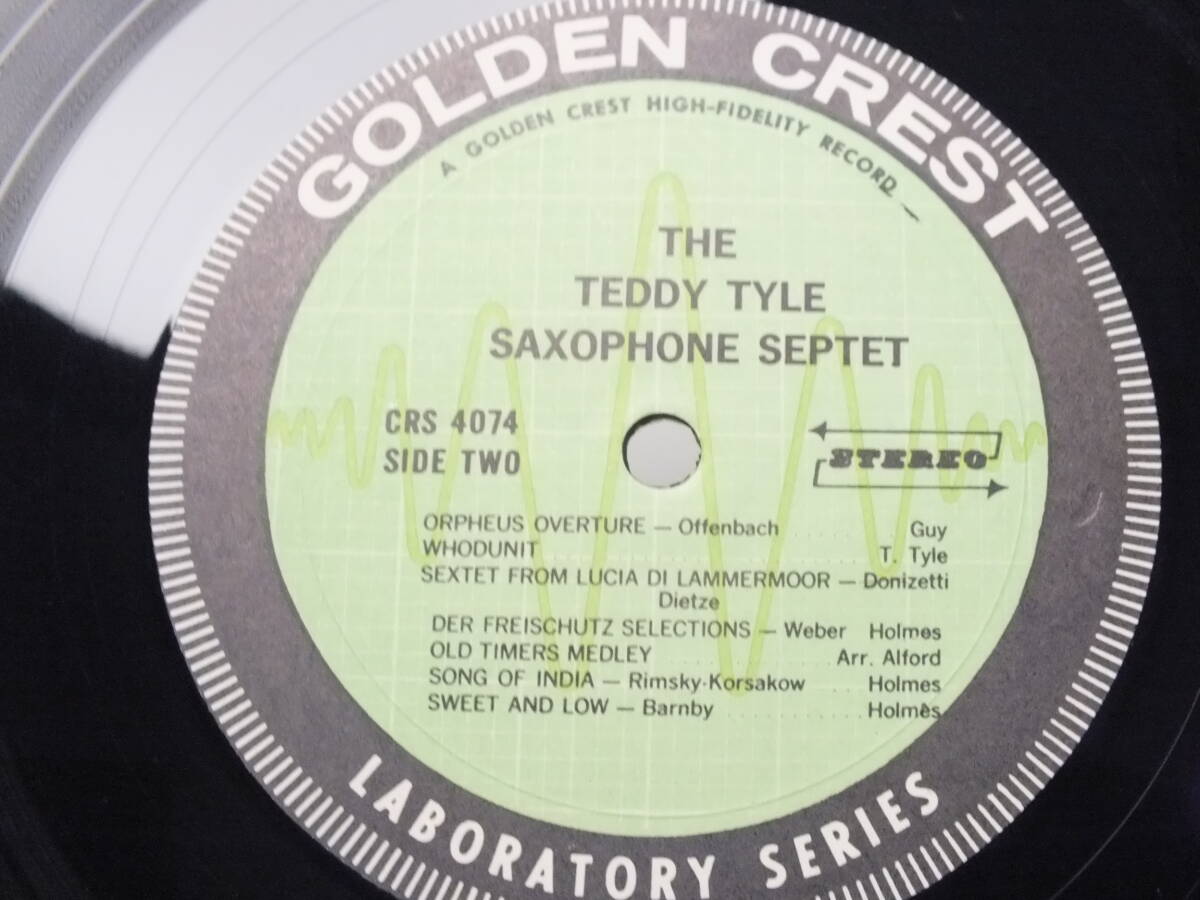 GOLDEN CREST
A GOLDEN CREST HIGH-FIDELITY RECORD —
THE
TEDDY TYLE
SAXOPHONE SEPTET
CRS 4074
SIDE TWO
STEREO
ORPHEUS OVERTURE — Offenbach Guy
WHODUNIT T. Tyle
SEXTET FROM LUCIA DI LAMMERMOOR — Donizetti
Dietze
DER FREISCHUTZ SELECTIONS — Weber Holmes
OLD TIMERS MEDLEY Arr. Alford
SONG OF INDIA — Rimsky-Korsakow Holmes
SWEET AND LOW — Barnby Holmes
LABORATORY SERIES